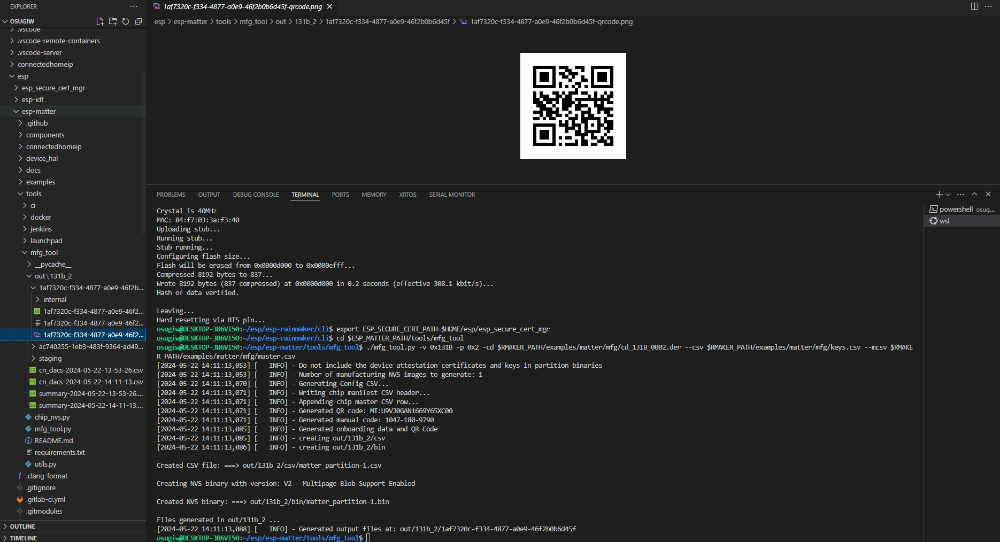 EXPLORER
OSUGIW
.vscode
.vscode-remote-containers
.vscode-server
connectedhomeip
esp
esp_secure_cert_mgr
esp-idf
esp-matter
.github
components
connectedhomeip
device_hal
docs
examples
tools
ci
docker
jenkins
launchpad
mfg_tool
__pycache__
out\131b_2
1af7320c-f334-4877-a0e9-46f2b...
internal
1af7320c-f334-4877-a0e9-46f2...
1af7320c-f334-4877-a0e9-46f2...
1af7320c-f334-4877-a0e9-46f2...
ac740255-1eb3-483f-9364-ad49...
staging
cn_dacs-2024-05-22-13-53-26.csv
cn_dacs-2024-05-22-14-11-13.csv
summary-2024-05-22-13-53-26....
summary-2024-05-22-14-11-13....
chip_nvs.py
mfg_tool.py
README.md
requirements.txt
utils.py
.clang-format
.gitignore
.gitlab-ci.yml
.gitmodules
OUTLINE
TIMELINE
1af7320c-f334-4877-a0e9-46f2b0b6d45f-qrcode.png
esp > esp-matter > tools > mfg_tool > out > 131b_2 > 1af7320c-f334-4877-a0e9-46f2b0b6d45f > 1af7320c-f334-4877-a0e9-46f2b0b6d45f-qrcode.png
PROBLEMS OUTPUT DEBUG CONSOLE TERMINAL PORTS MEMORY XRTOS SERIAL MONITOR
Crystal is 40MHz
MAC: 84:f7:03:3a:f3:40
Uploading stub...
Running stub...
Stub running...
Configuring flash size...
Flash will be erased from 0x0000d000 to 0x0000efff...
Compressed 8192 bytes to 837...
Wrote 8192 bytes (837 compressed) at 0x0000d000 in 0.2 seconds (effective 308.1 kbit/s)...
Hash of data verified.
Leaving...
Hard resetting via RTS pin...
osugiw@DESKTOP-3B6VI50:~/esp/esp-rainmaker/cli$ export ESP_SECURE_CERT_PATH=$HOME/esp/esp_secure_cert_mgr
osugiw@DESKTOP-3B6VI50:~/esp/esp-rainmaker/cli$ cd $ESP_MATTER_PATH/tools/mfg_tool
osugiw@DESKTOP-3B6VI50:~/esp/esp-matter/tools/mfg_tool$ ./mfg_tool.py -v 0x131B -p 0x2 -cd $RMAKER_PATH/examples/matter/mfg/cd_131B_0002.der --csv $RMAKER_PATH/examples/matter/mfg/keys.csv --mcsv $RMAKE
R_PATH/examples/matter/mfg/master.csv
[2024-05-22 14:11:13,053] [   INFO] - Do not include the device attestation certificates and keys in partition binaries
[2024-05-22 14:11:13,053] [   INFO] - Number of manufacturing NVS images to generate: 1
[2024-05-22 14:11:13,070] [   INFO] - Generating Config CSV...
[2024-05-22 14:11:13,071] [   INFO] - Writing chip manifest CSV header...
[2024-05-22 14:11:13,071] [   INFO] - Appending chip master CSV row...
[2024-05-22 14:11:13,071] [   INFO] - Generated QR code: MT:U9VJ0GAN1669Y65XC00
[2024-05-22 14:11:13,071] [   INFO] - Generated manual code: 1047-180-9790
[2024-05-22 14:11:13,085] [   INFO] - Generated onboarding data and QR Code
[2024-05-22 14:11:13,085] [   INFO] - creating out/131b_2/csv
[2024-05-22 14:11:13,086] [   INFO] - creating out/131b_2/bin
Created CSV file: ===> out/131b_2/csv/matter_partition-1.csv
Creating NVS binary with version: V2 - Multipage Blob Support Enabled
Created NVS binary: ===> out/131b_2/bin/matter_partition-1.bin
Files generated in out/131b_2 ...
[2024-05-22 14:11:13,088] [   INFO] - Generated output files at: out/131b_2/1af7320c-f334-4877-a0e9-46f2b0b6d45f
osugiw@DESKTOP-3B6VI50:~/esp/esp-matter/tools/mfg_tool$
powershell osug...
wsl